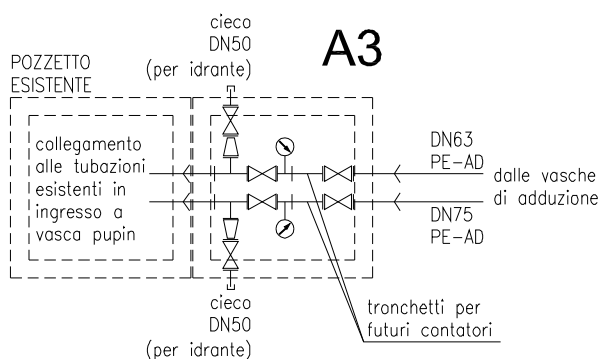 cieco
DN50
(per idrante)
A3
POZZETTO
ESISTENTE
collegamento
alle tubazioni
esistenti in
ingresso a
vasca pupin
DN63
PE-AD
dalle vasche
di adduzione
DN75
PE-AD
cieco
DN50
(per idrante)
tronchetti per
futuri contatori